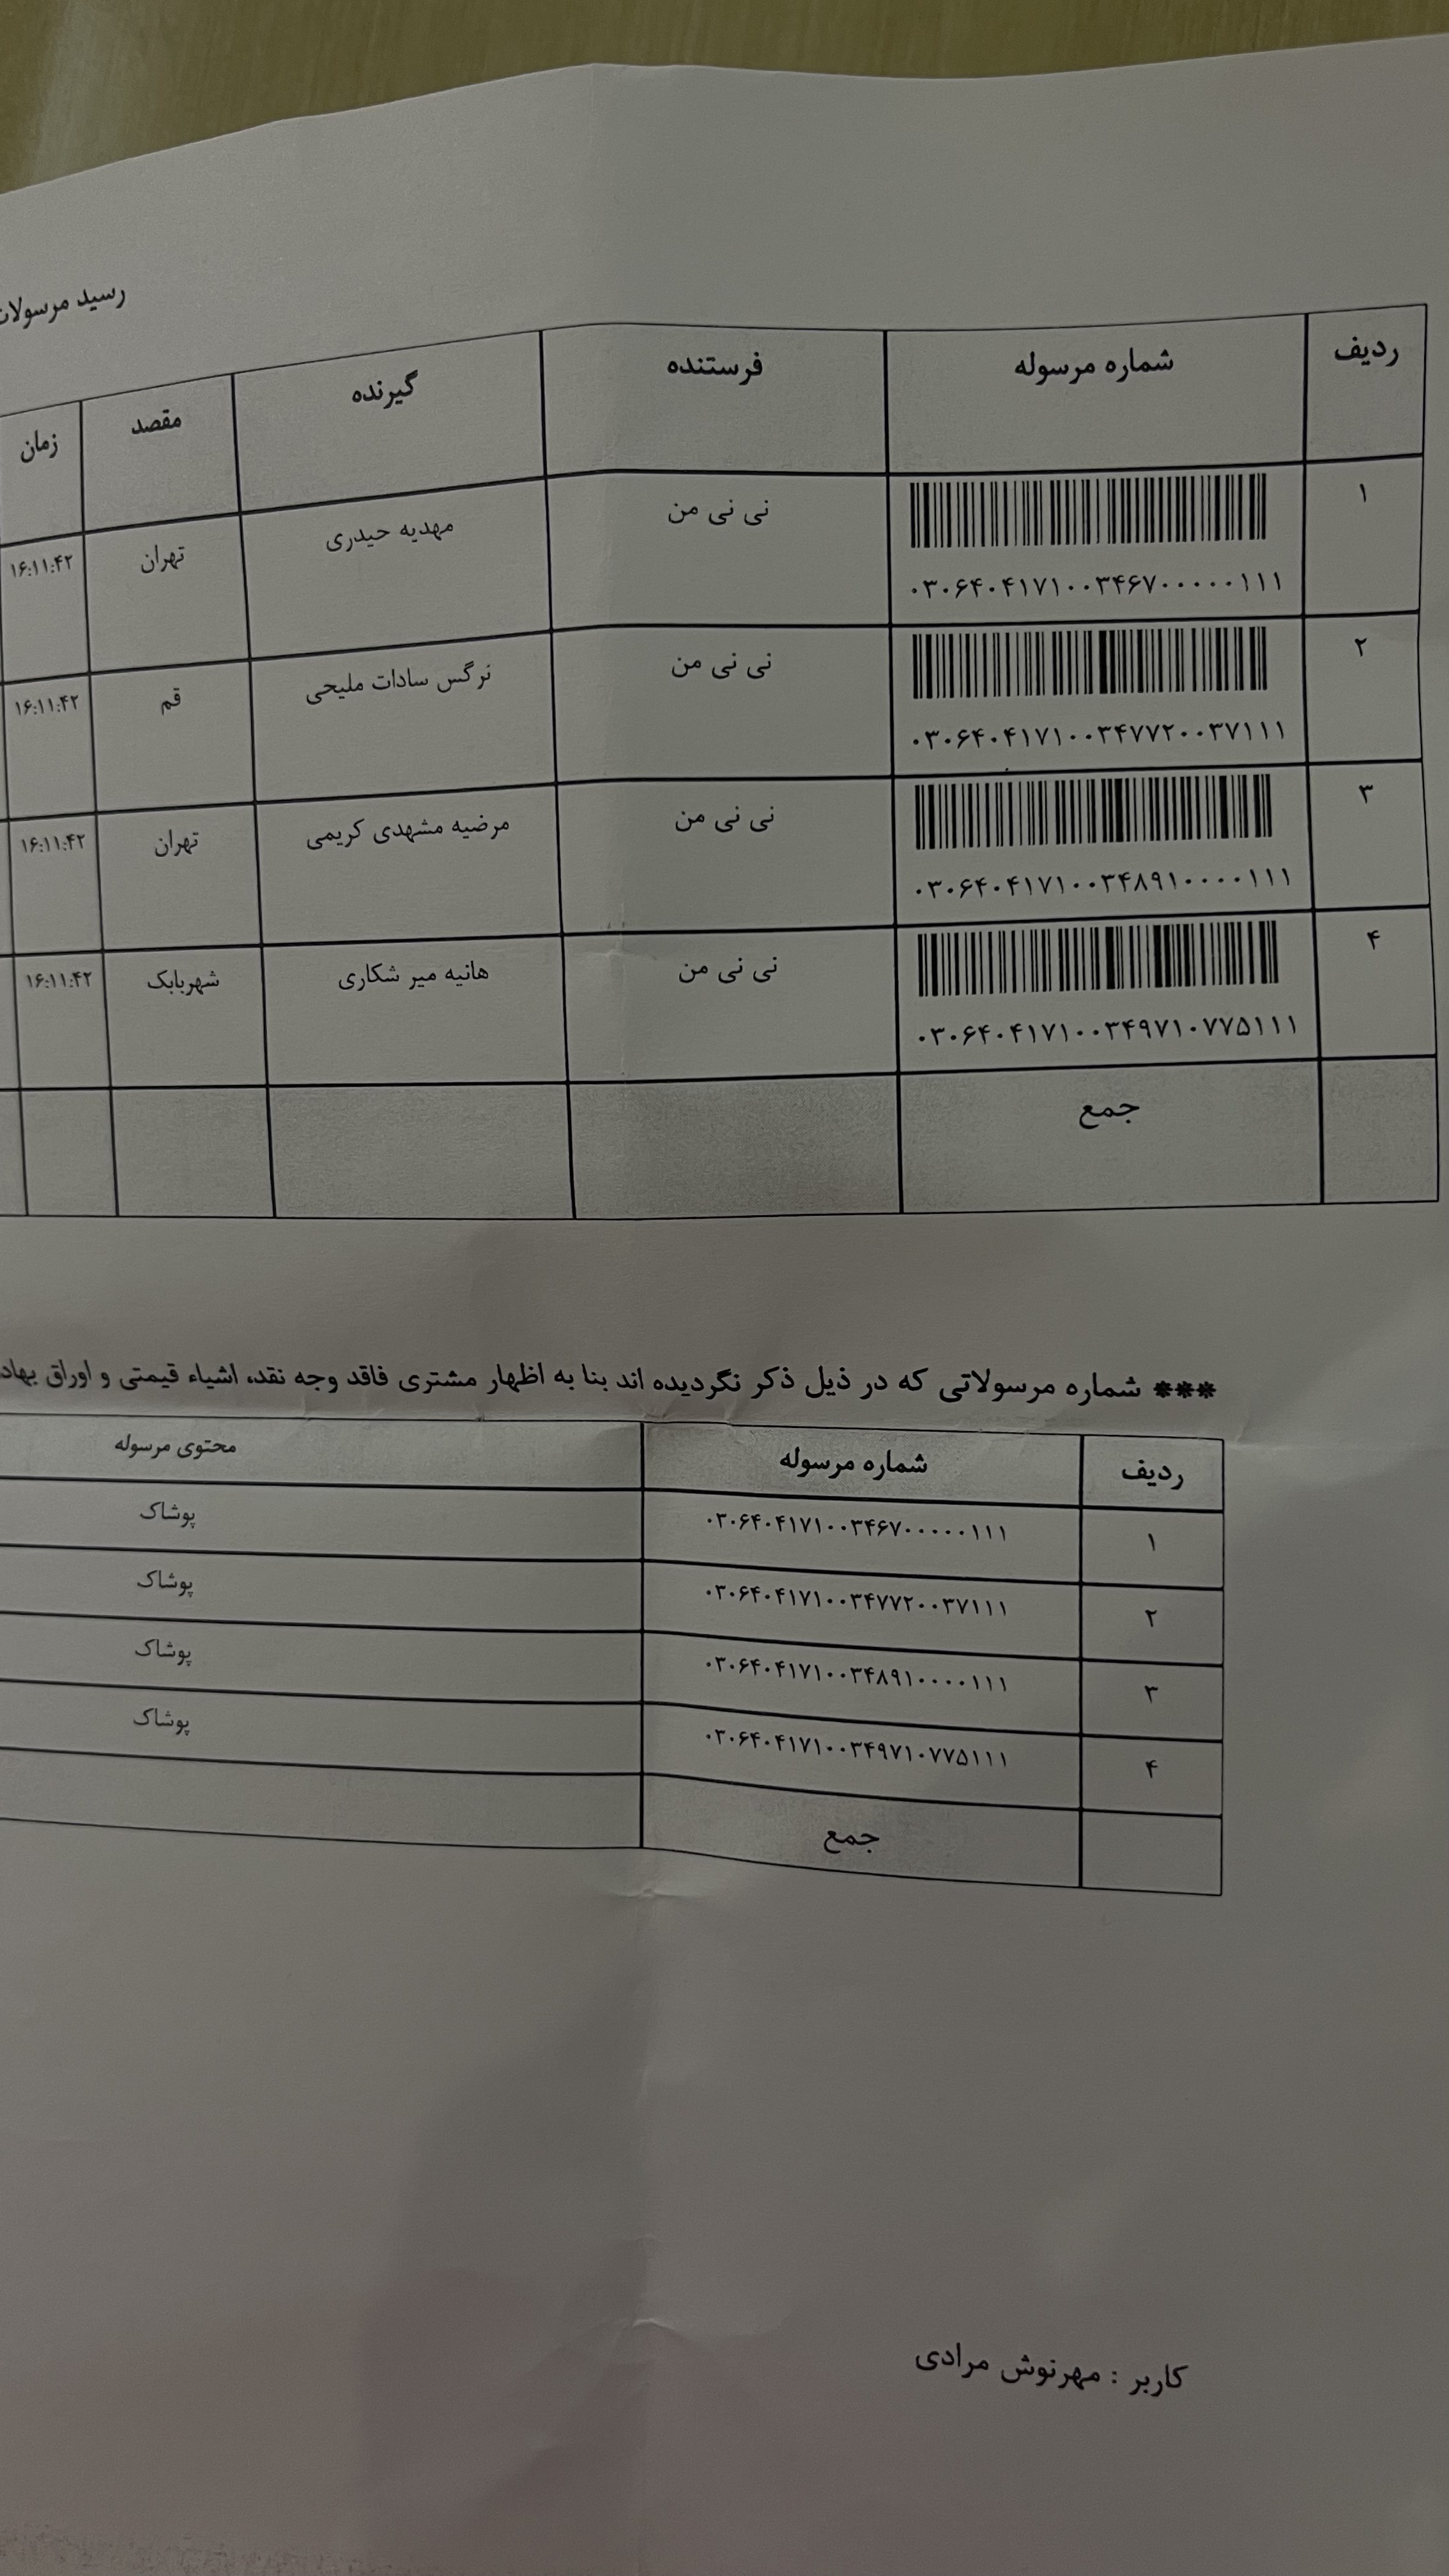 رسید مرسولات
ردیف شماره مرسوله فرستنده گیرنده مقصد زمان
۱ ۰۳۰۶۴۰۴۱۷۱۰۰۳۴۶۷۰۰۰۰۰۱۱۱ نی نی من مهدیه حیدری تهران ۱۶:۱۱:۴۲
۲ ۰۳۰۶۴۰۴۱۷۱۰۰۳۴۷۷۲۰۰۳۷۱۱۱ نی نی من نرگس سادات ملیحی قم ۱۶:۱۱:۴۲
۳ ۰۳۰۶۴۰۴۱۷۱۰۰۳۴۸۹۱۰۰۰۰۱۱۱ نی نی من مرضیه مشهدی کریمی تهران ۱۶:۱۱:۴۲
۴ ۰۳۰۶۴۰۴۱۷۱۰۰۳۴۹۷۱۰۷۷۵۱۱۱ نی نی من هانیه میر شکاری شهربابک ۱۶:۱۱:۴۲
جمع
*** شماره مرسولاتی که در ذیل ذکر نگردیده اند بنا به اظهار مشتری فاقد وجه نقد، اشیاء قیمتی و اوراق بهاد
ردیف شماره مرسوله محتوی مرسوله
۱ ۰۳۰۶۴۰۴۱۷۱۰۰۳۴۶۷۰۰۰۰۰۱۱۱ پوشاک
۲ ۰۳۰۶۴۰۴۱۷۱۰۰۳۴۷۷۲۰۰۳۷۱۱۱ پوشاک
۳ ۰۳۰۶۴۰۴۱۷۱۰۰۳۴۸۹۱۰۰۰۰۱۱۱ پوشاک
۴ ۰۳۰۶۴۰۴۱۷۱۰۰۳۴۹۷۱۰۷۷۵۱۱۱ پوشاک
جمع
کاربر : مهرنوش مرادی